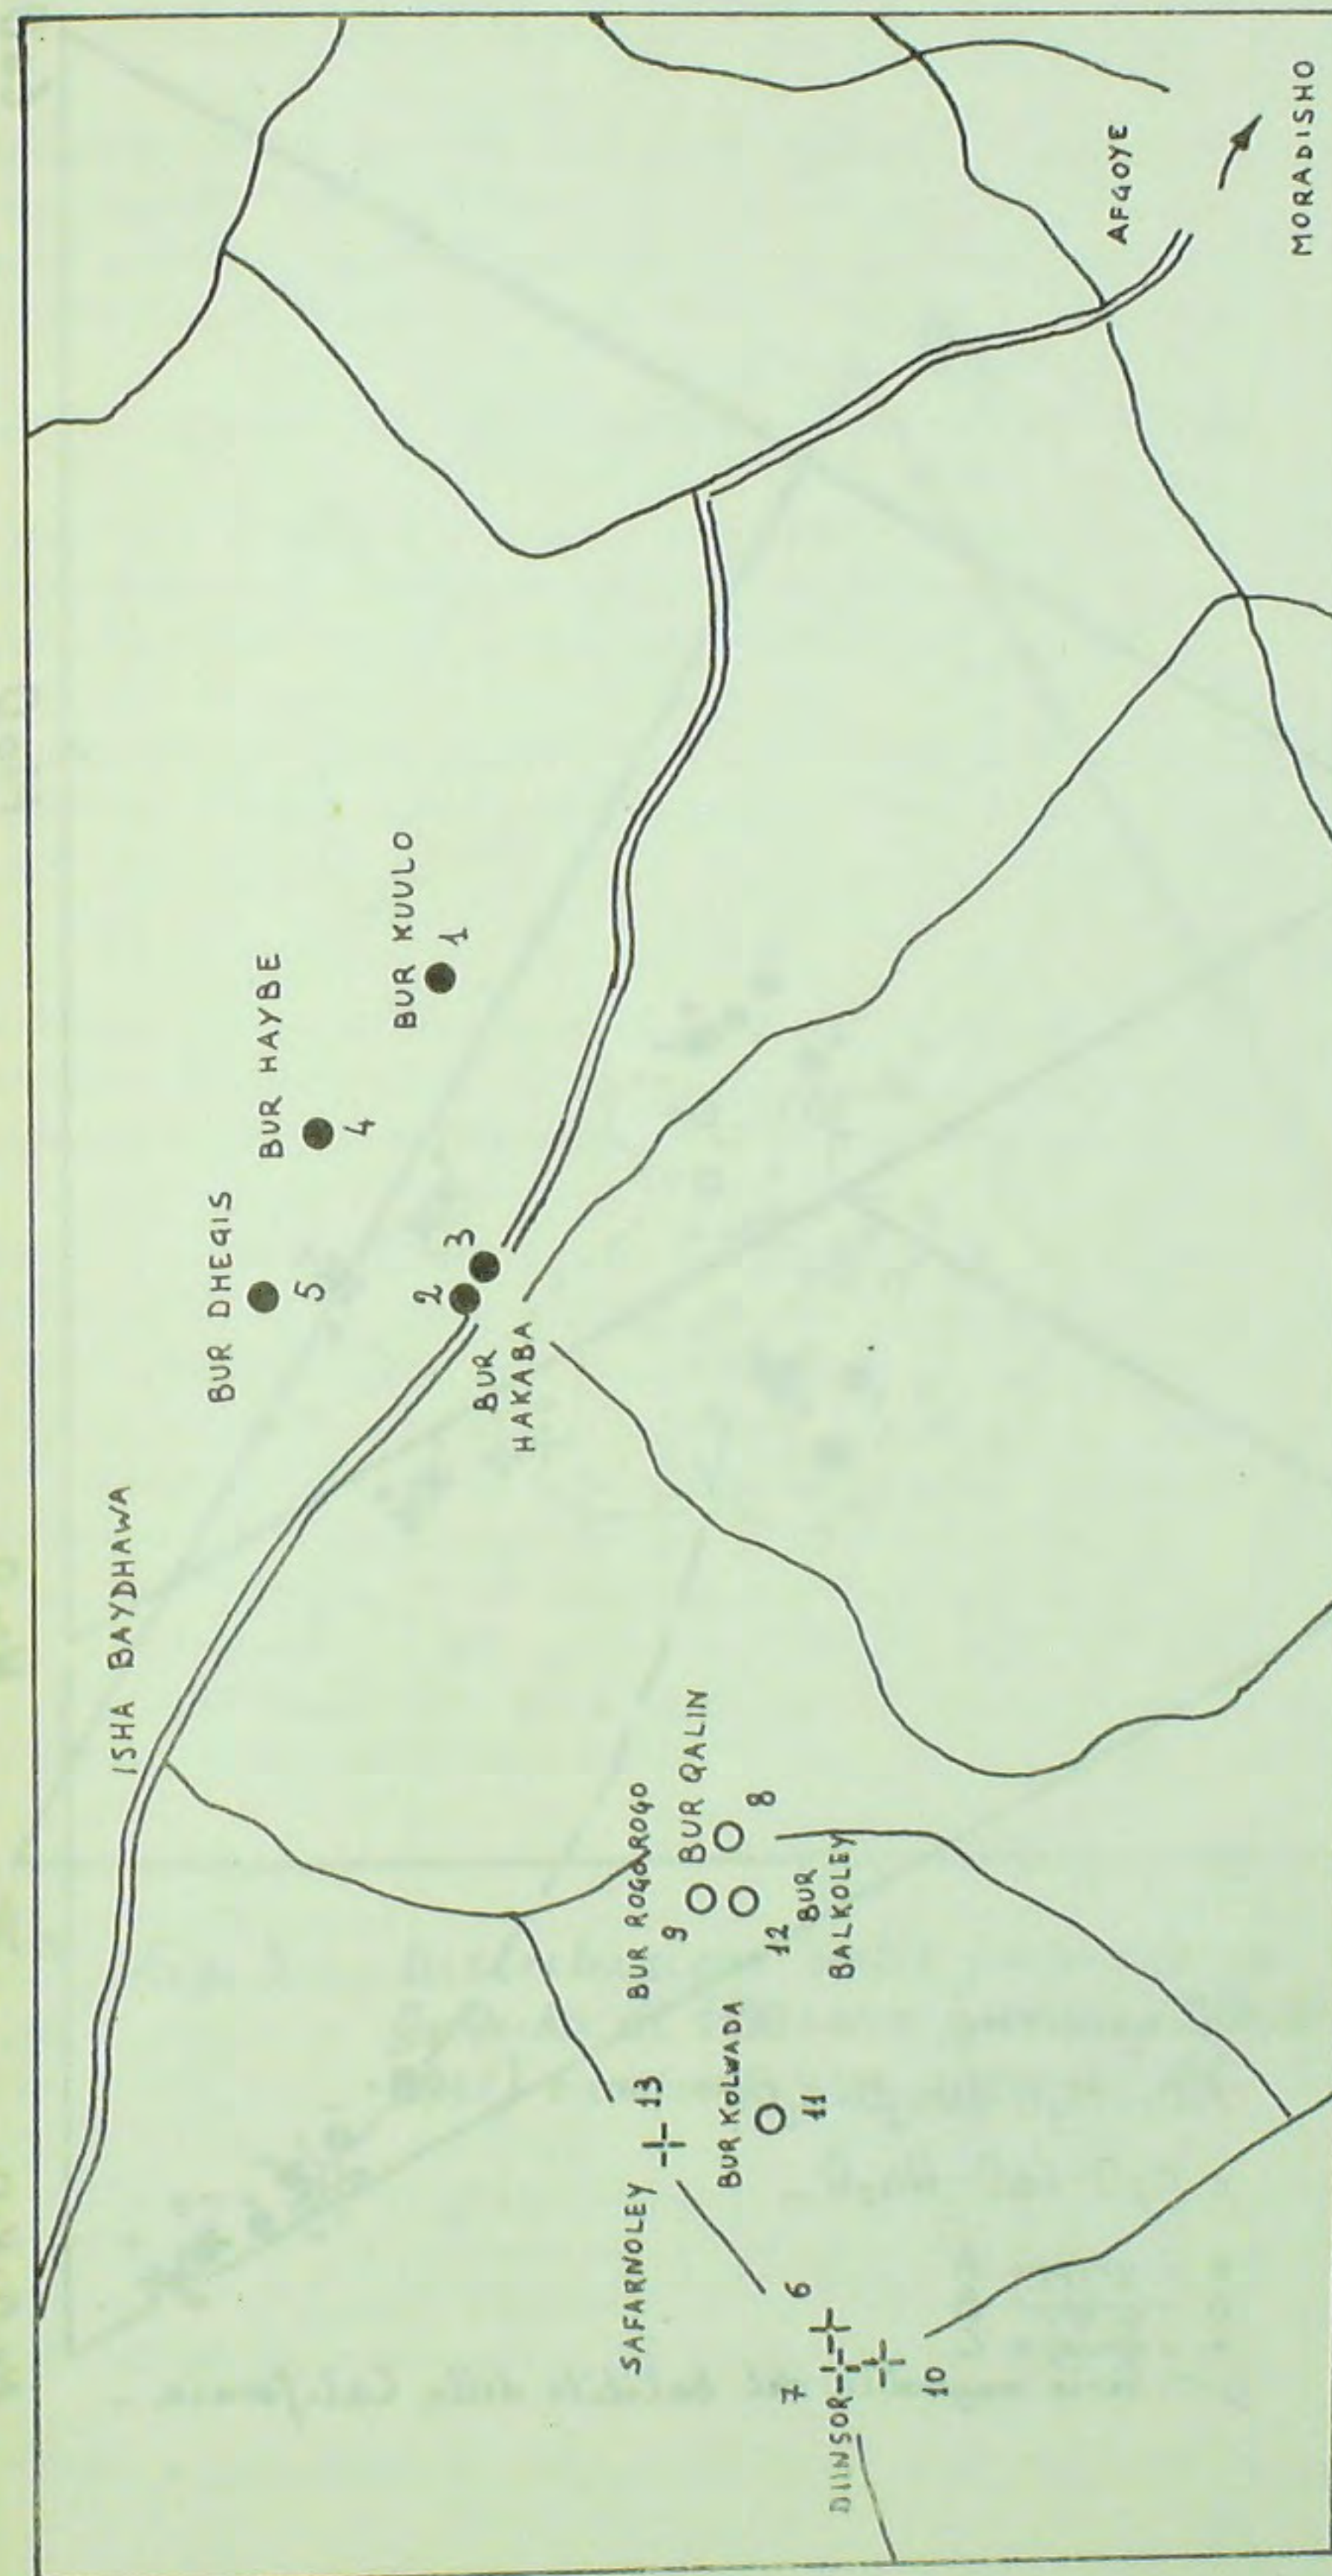 ISHA BAYDHAWA
BUR DHEGIS
5
BUR HAYBE
4
BUR KUULO
1
2
3
BUR
HAKABA
AFGOYE
MORADISHO
SAFARNOLEY
13
BUR ROGOROGO
9
BUR QALIN
8
12
BUR
BALKOLEY
BUR KOLWADA
11
6
7
DIINSOR
10